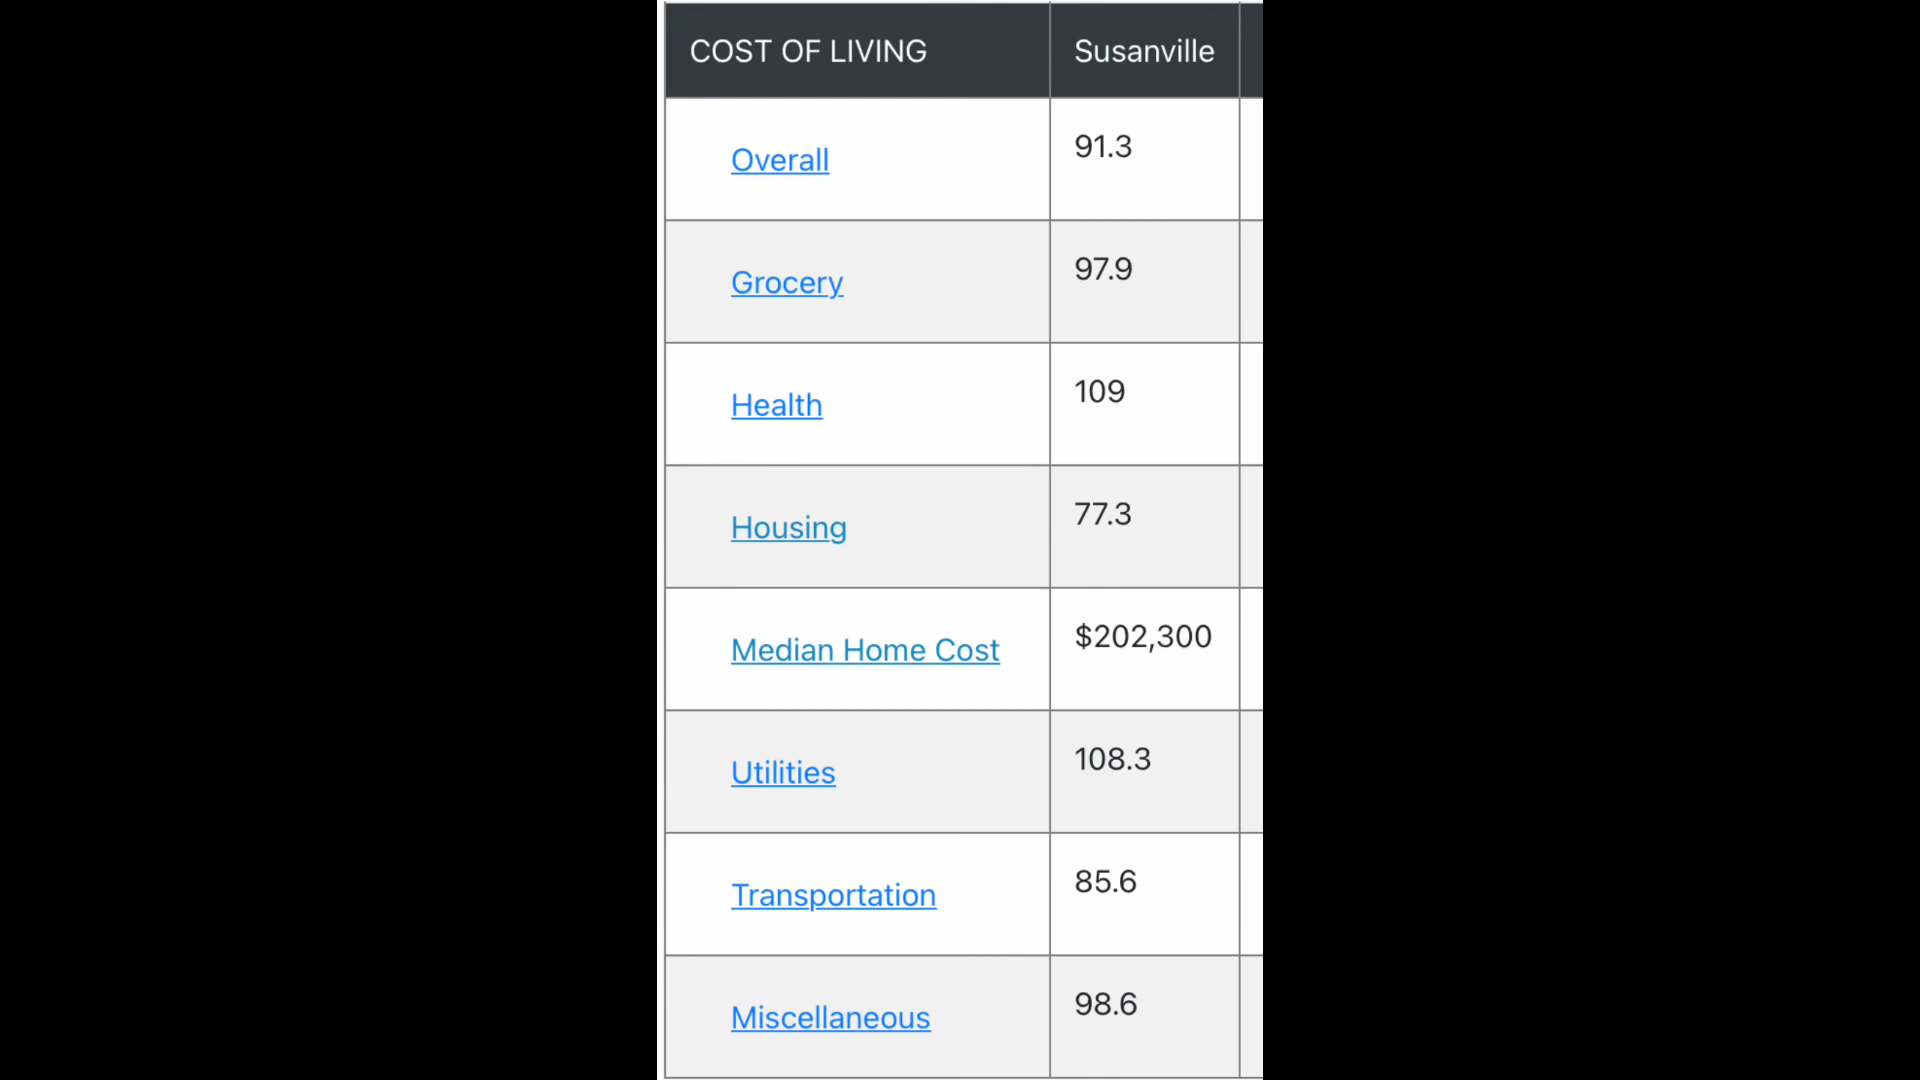 COST OF LIVING Susanville
Overall 91.3
Grocery 97.9
Health 109
Housing 77.3
Median Home Cost $202,300
Utilities 108.3
Transportation 85.6
Miscellaneous 98.6